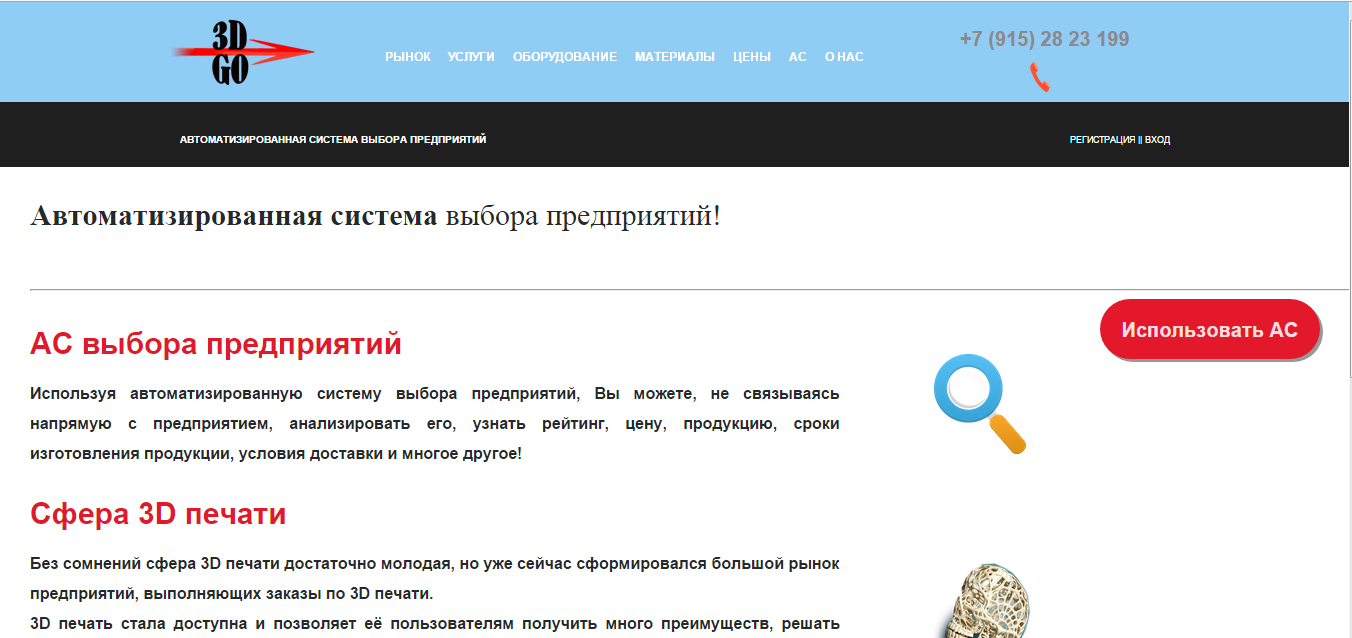 3D
GO
РЫНОК УСЛУГИ ОБОРУДОВАНИЕ МАТЕРИАЛЫ ЦЕНЫ АС О НАС
+7 (915) 28 23 199
АВТОМАТИЗИРОВАННАЯ СИСТЕМА ВЫБОРА ПРЕДПРИЯТИЙ
РЕГИСТРАЦИЯ || ВХОД
Автоматизированная система выбора предприятий!
Использовать АС
АС выбора предприятий
Используя автоматизированную систему выбора предприятий, Вы можете, не связываясь
напрямую с предприятием, анализировать его, узнать рейтинг, цену, продукцию, сроки
изготовления продукции, условия доставки и многое другое!
Сфера 3D печати
Без сомнений сфера 3D печати достаточно молодая, но уже сейчас сформировался большой рынок
предприятий, выполняющих заказы по 3D печати.
3D печать стала доступна и позволяет её пользователям получить много преимуществ, решать